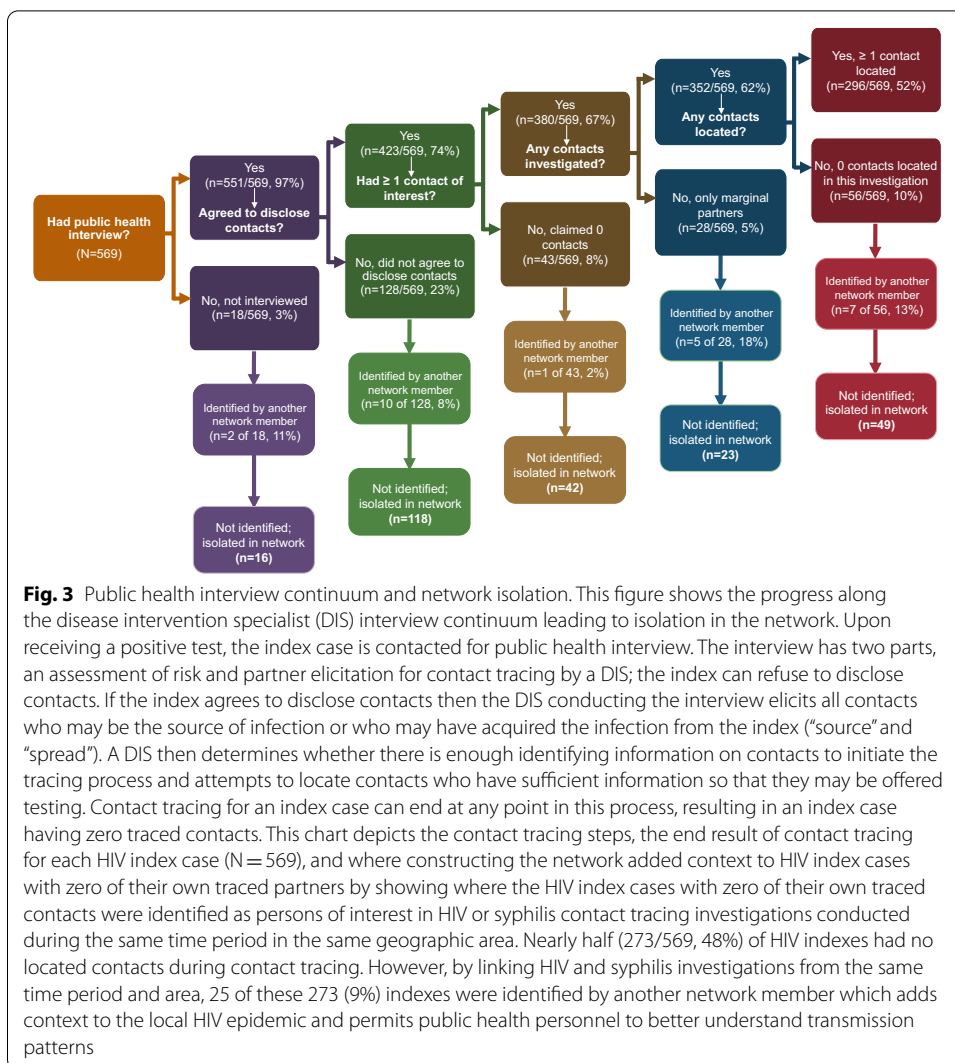 Had public health
interview?
(N=569)
Yes
(n=551/569, 97%)
Agreed to disclose
contacts?
No, not interviewed
(n=18/569, 3%)
Identified by another
network member
(n=2 of 18, 11%)
Not identified;
isolated in network
(n=16)
Yes
(n=423/569, 74%)
Had ≥ 1 contact of
interest?
No, did not agree to
disclose contacts
(n=128/569, 23%)
Identified by another
network member
(n=10 of 128, 8%)
Not identified;
isolated in network
(n=118)
Yes
(n=380/569, 67%)
Any contacts
investigated?
No, claimed 0
contacts
(n=43/569, 8%)
Identified by another
network member
(n=1 of 43, 2%)
Not identified;
isolated in network
(n=42)
Yes
(n=352/569, 62%)
Any contacts
located?
No, only marginal
partners
(n=28/569, 5%)
Identified by another
network member
(n=5 of 28, 18%)
Not identified;
isolated in network
(n=23)
Yes, ≥ 1 contact
located
(n=296/569, 52%)
No, 0 contacts located
in this investigation
(n=56/569, 10%)
Identified by another
network member
(n=7 of 56, 13%)
Not identified;
isolated in network
(n=49)
Fig. 3 Public health interview continuum and network isolation. This figure shows the progress along
the disease intervention specialist (DIS) interview continuum leading to isolation in the network. Upon
receiving a positive test, the index case is contacted for public health interview. The interview has two parts,
an assessment of risk and partner elicitation for contact tracing by a DIS; the index can refuse to disclose
contacts. If the index agrees to disclose contacts then the DIS conducting the interview elicits all contacts
who may be the source of infection or who may have acquired the infection from the index (“source” and
“spread”). A DIS then determines whether there is enough identifying information on contacts to initiate the
tracing process and attempts to locate contacts who have sufficient information so that they may be offered
testing. Contact tracing for an index case can end at any point in this process, resulting in an index case
having zero traced contacts. This chart depicts the contact tracing steps, the end result of contact tracing
for each HIV index case (N = 569), and where constructing the network added context to HIV index cases
with zero of their own traced partners by showing where the HIV index cases with zero of their own traced
contacts were identified as persons of interest in HIV or syphilis contact tracing investigations conducted
during the same time period in the same geographic area. Nearly half (273/569, 48%) of HIV indexes had no
located contacts during contact tracing. However, by linking HIV and syphilis investigations from the same
time period and area, 25 of these 273 (9%) indexes were identified by another network member which adds
context to the local HIV epidemic and permits public health personnel to better understand transmission
patterns